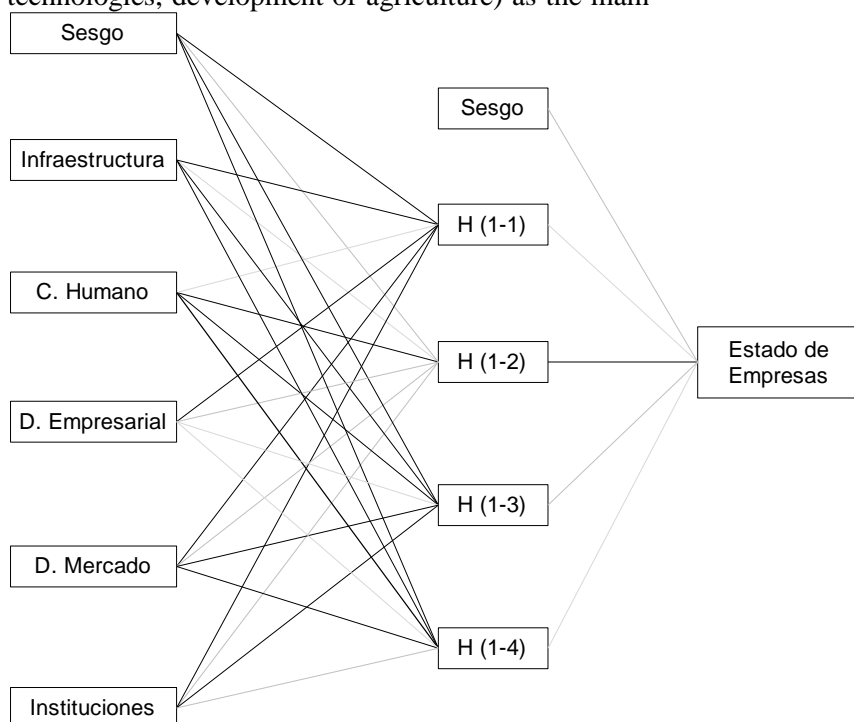 technologies, development of agriculture) as the main
Sesgo
Infraestructura
C. Humano
D. Empresarial
D. Mercado
Instituciones
Sesgo
H (1-1)
H (1-2)
H (1-3)
H (1-4)
Estado de
Empresas